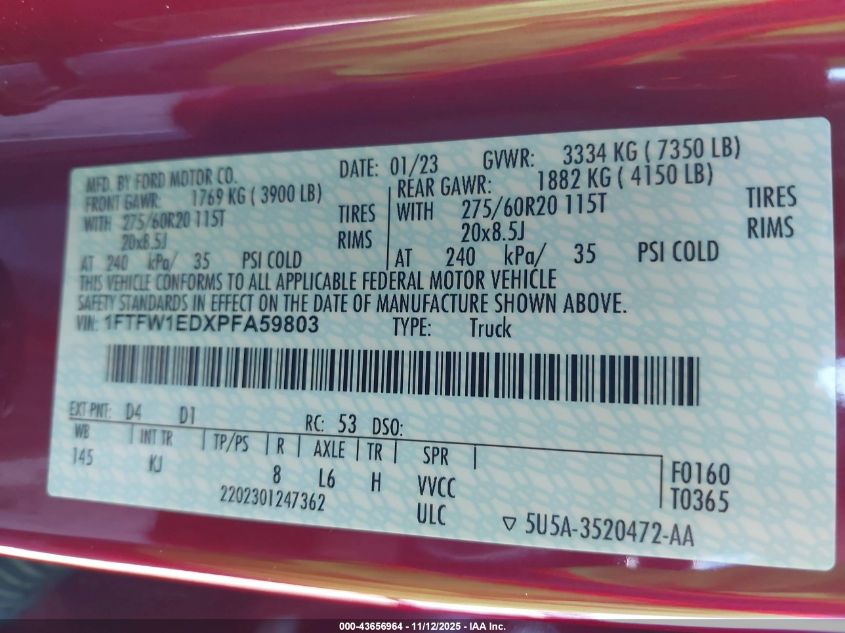 MFD. BY FORD MOTOR CO.
DATE: 01/23 GVWR: 3334 KG ( 7350 LB)
FRONT GAWR: 1769 KG ( 3900 LB)
REAR GAWR: 1882 KG ( 4150 LB)
WITH 275/60R20 115T TIRES
WITH 275/60R20 115T TIRES
20x8.5J RIMS
20x8.5J RIMS
AT 240 kPa/ 35 PSI COLD
AT 240 kPa/ 35 PSI COLD
THIS VEHICLE CONFORMS TO ALL APPLICABLE FEDERAL MOTOR VEHICLE
SAFETY STANDARDS IN EFFECT ON THE DATE OF MANUFACTURE SHOWN ABOVE.
VIN: 1FTFW1EDXPFA59803 TYPE: Truck
EXT PNT: D4 D1 RC: 53 DSO:
WB INT TR TP/PS R AXLE TR SPR
145 KJ 8 L6 H VVCC
F0160
T0365
2202301247362 ULC
▽ 5U5A-3520472-AA
000-43656964 - 11/12/2025 - IAA Inc.